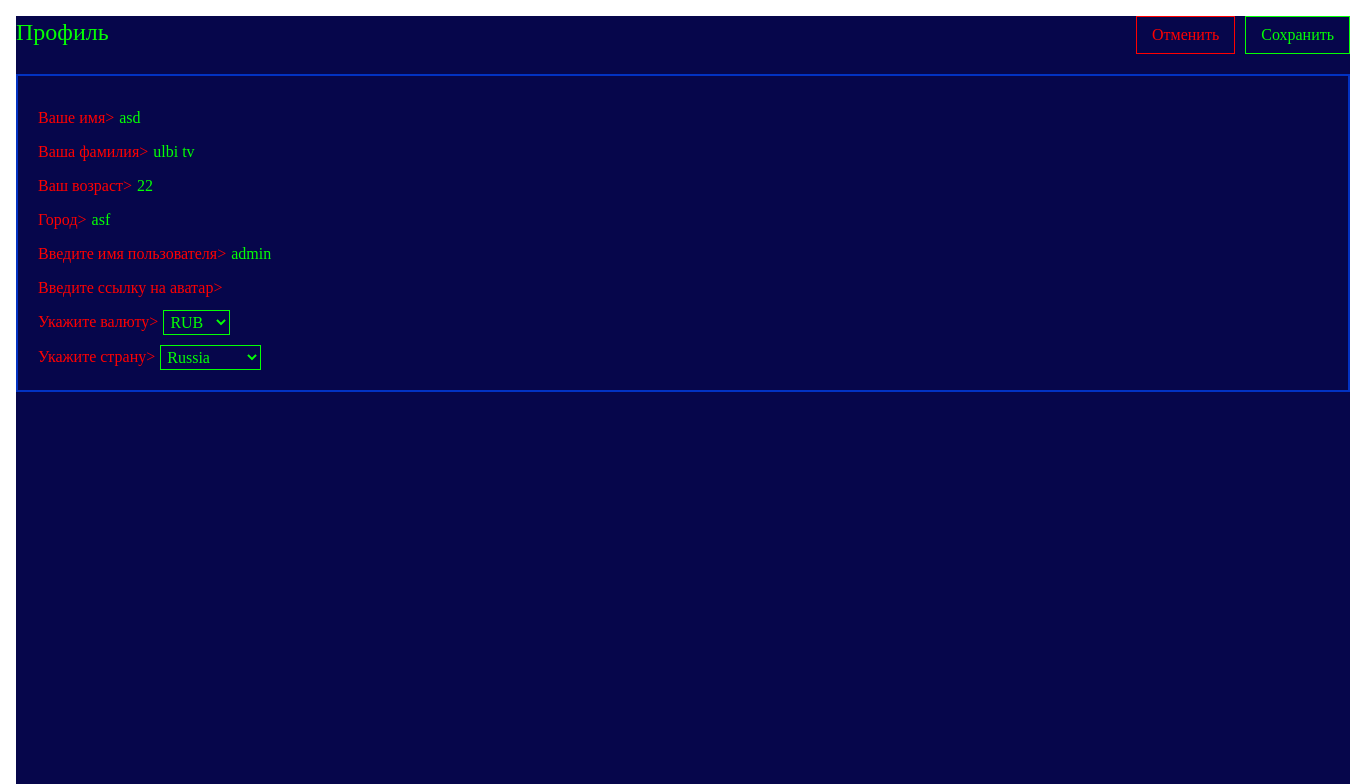 Профиль
Отменить
Сохранить
Ваше имя> asd
Ваша фамилия> ulbi tv
Ваш возраст> 22
Город> asf
Введите имя пользователя> admin
Введите ссылку на аватар>
Укажите валюту> RUB
Укажите страну> Russia